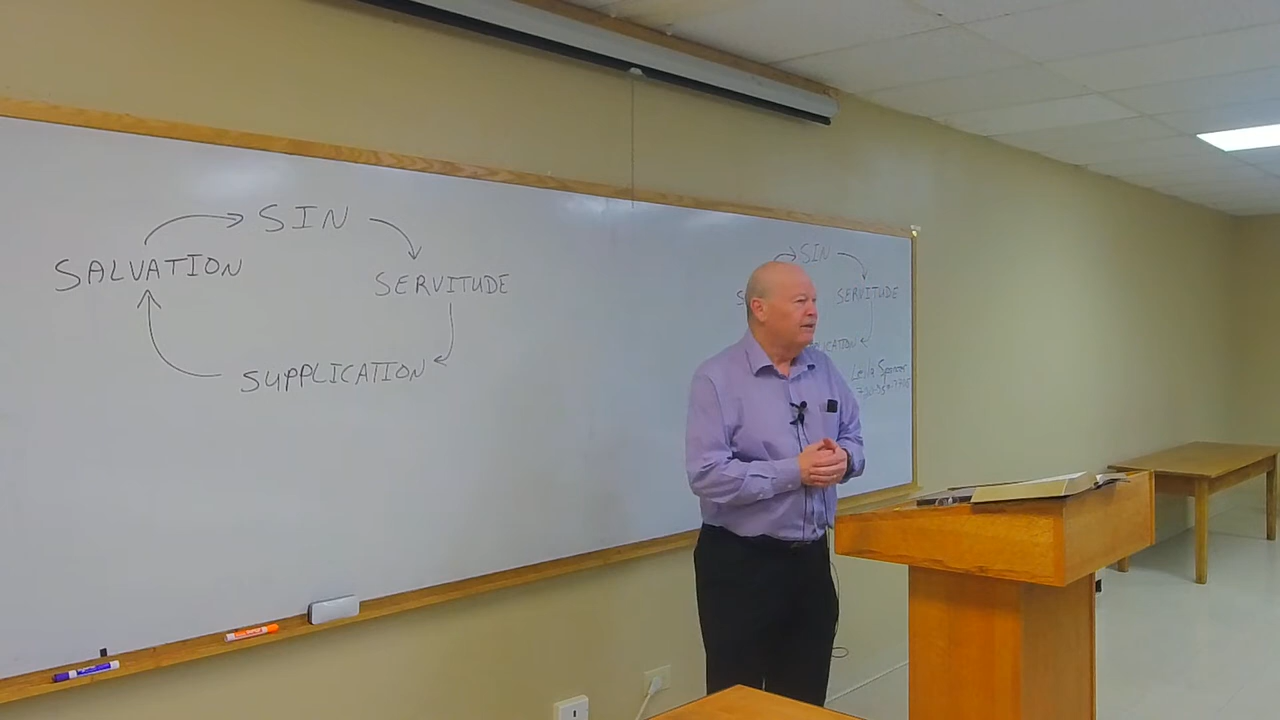 SIN
SALVATION
SERVITUDE
SUPPLICATION
SIN
SERVITUDE